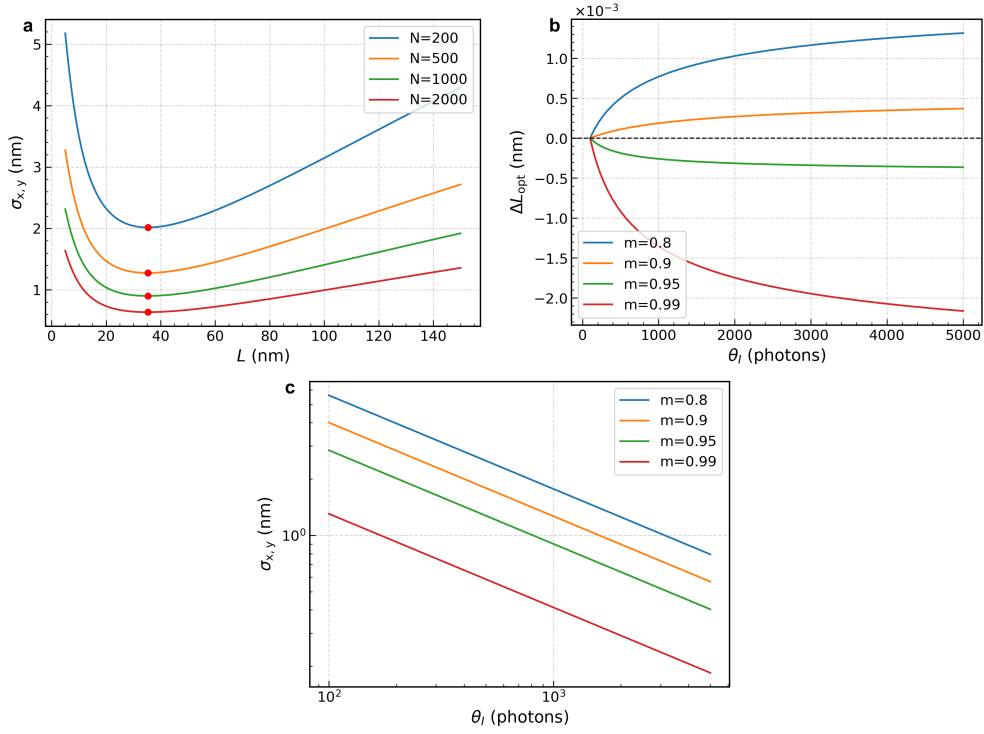 a
N=200
N=500
N=1000
N=2000
5
4
3
2
1
σx, y (nm)
0 20 40 60 80 100 120 140
L (nm)
b
×10−3
1.0
0.5
0.0
−0.5
−1.0
−1.5
−2.0
ΔLopt (nm)
m=0.8
m=0.9
m=0.95
m=0.99
0 1000 2000 3000 4000 5000
θI (photons)
c
m=0.8
m=0.9
m=0.95
m=0.99
10⁰
σx, y (nm)
10² 10³
θI (photons)